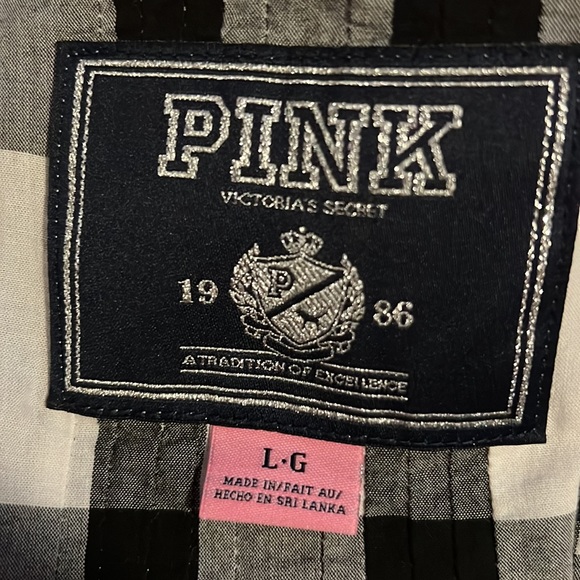 PINK
VICTORIA'S SECRET
19 86
P
A TRADITION OF EXCELLENCE
L·G
MADE IN/FAIT AU/
HECHO EN SRI LANKA